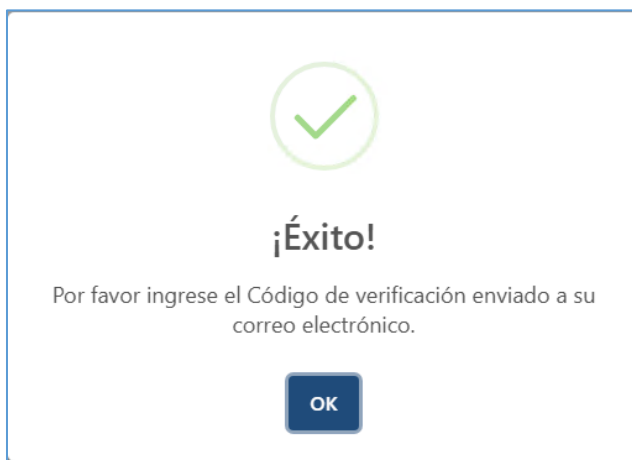 ¡Éxito!
Por favor ingrese el Código de verificación enviado a su
correo electrónico.
OK